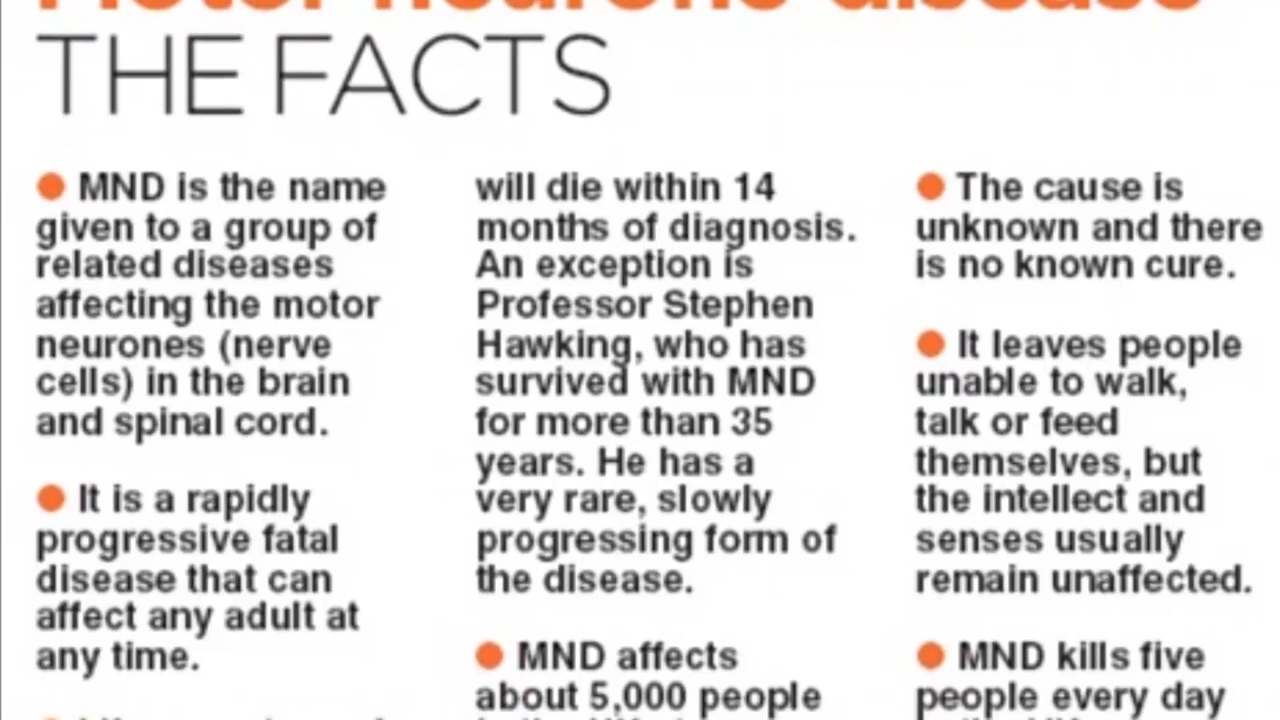 Motor neurone disease
THE FACTS
MND is the name
given to a group of
related diseases
affecting the motor
neurones (nerve
cells) in the brain
and spinal cord.
It is a rapidly
progressive fatal
disease that can
affect any adult at
any time.
will die within 14
months of diagnosis.
An exception is
Professor Stephen
Hawking, who has
survived with MND
for more than 35
years. He has a
very rare, slowly
progressing form of
the disease.
MND affects
about 5,000 people
The cause is
unknown and there
is no known cure.
It leaves people
unable to walk,
talk or feed
themselves, but
the intellect and
senses usually
remain unaffected.
MND kills five
people every day